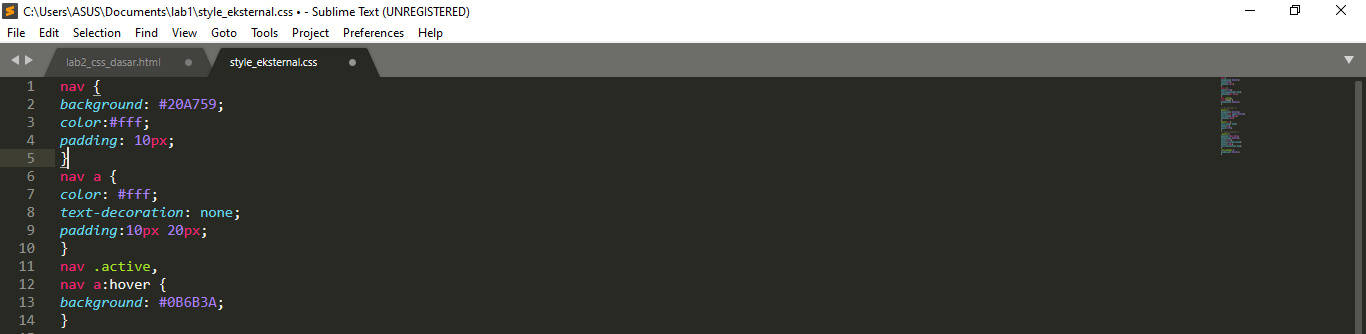 C:\Users\ASUS\Documents\lab1\style_eksternal.css • - Sublime Text (UNREGISTERED)
File Edit Selection Find View Goto Tools Project Preferences Help
lab2_css_dasar.html style_eksternal.css
1 nav {
2 background: #20A759;
3 color:#fff;
4 padding: 10px;
5 }
6 nav a {
7 color: #fff;
8 text-decoration: none;
9 padding:10px 20px;
10 }
11 nav .active,
12 nav a:hover {
13 background: #0B6B3A;
14 }